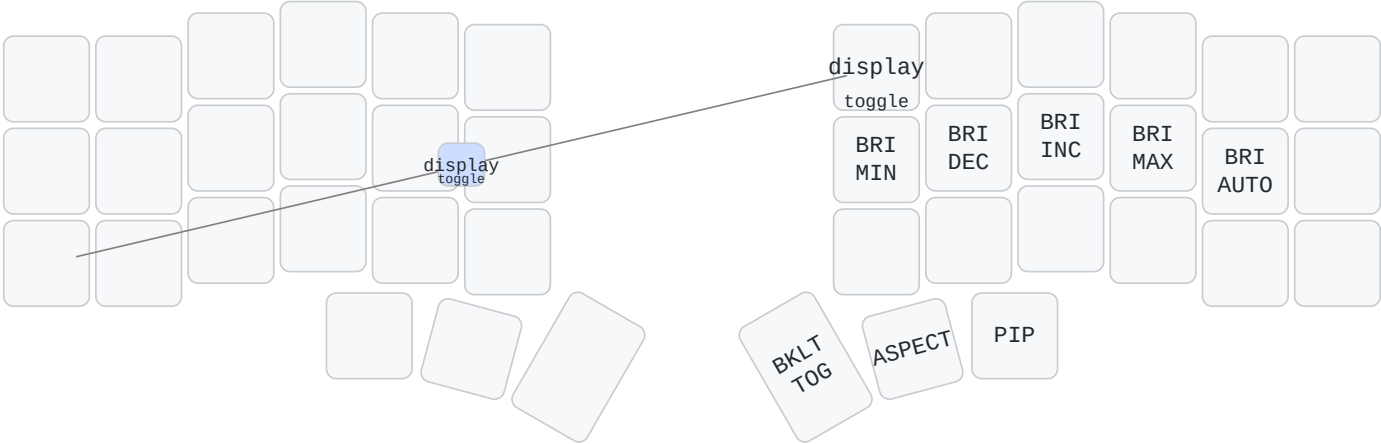 display
toggle
BRI
MIN
BRI
DEC
BRI
INC
BRI
MAX
BRI
AUTO
display
toggle
BKLT
TOG
ASPECT
PIP